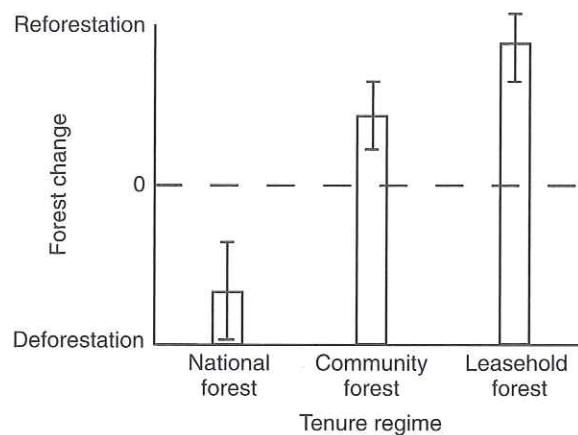 Reforestation
Forest change
0
Deforestation
National
forest
Community
forest
Leasehold
forest
Tenure regime